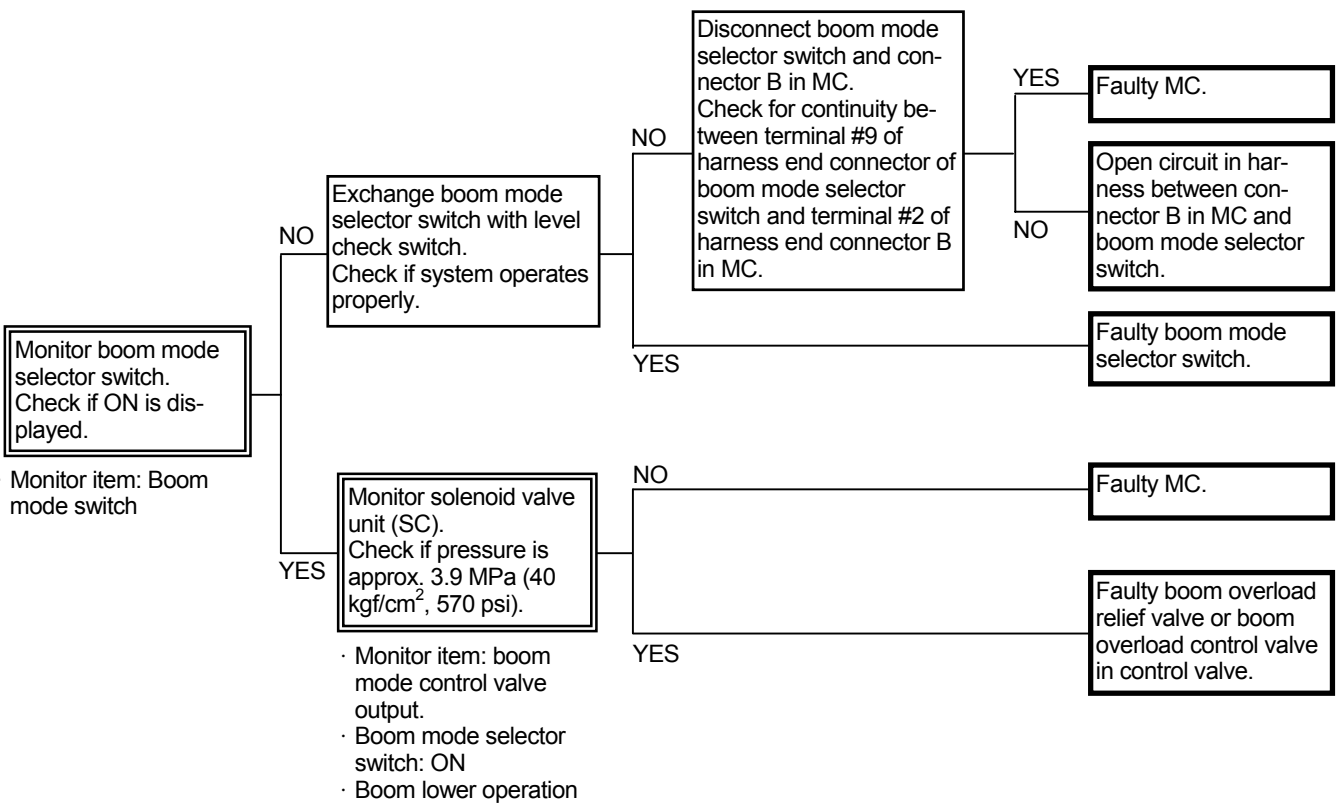 Disconnect boom mode
selector switch and con-
nector B in MC.
Check for continuity be-
tween terminal #9 of
harness end connector of
boom mode selector
switch and terminal #2 of
harness end connector B
in MC.
YES
Faulty MC.
NO
Open circuit in har-
ness between con-
nector B in MC and
boom mode selector
switch.
NO
Exchange boom mode
selector switch with level
check switch.
Check if system operates
properly.
NO
YES
Faulty boom mode
selector switch.
Monitor boom mode
selector switch.
Check if ON is dis-
played.
Monitor item: Boom
mode switch
YES
Monitor solenoid valve
unit (SC).
Check if pressure is
approx. 3.9 MPa (40
kgf/cm², 570 psi).
NO
Faulty MC.
YES
Faulty boom overload
relief valve or boom
overload control valve
in control valve.
· Monitor item: boom
mode control valve
output.
· Boom mode selector
switch: ON
· Boom lower operation